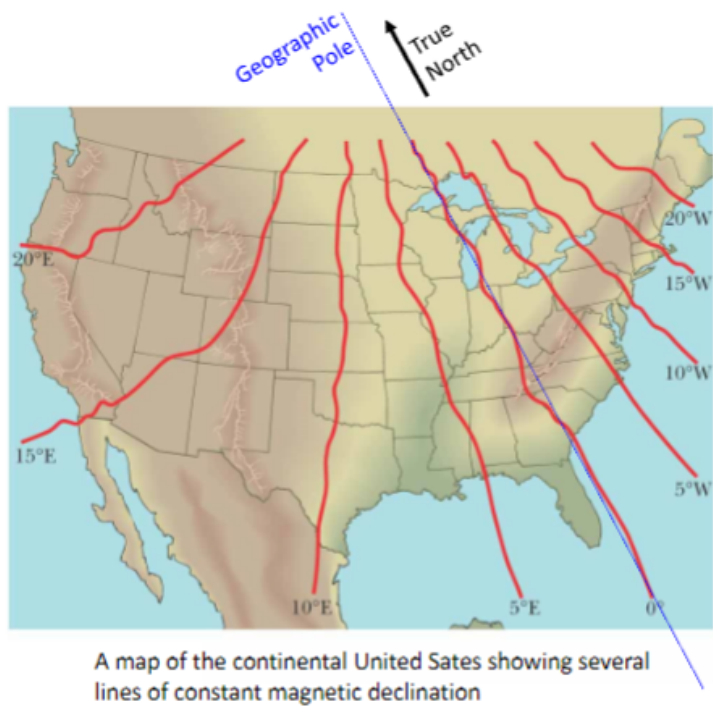 Geographic
Pole
True
North
20°E
15°E
10°E
5°E
0°
5°W
10°W
15°W
20°W
A map of the continental United Sates showing several
lines of constant magnetic declination